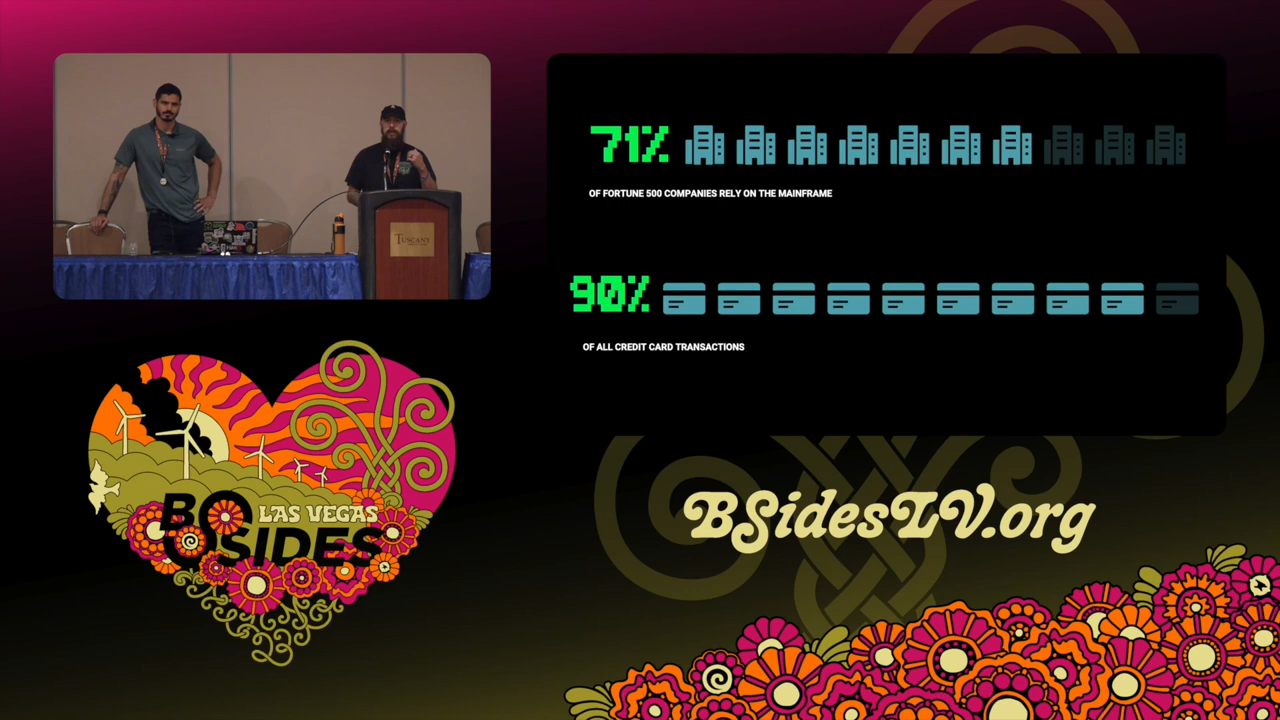 71%
OF FORTUNE 500 COMPANIES RELY ON THE MAINFRAME
90%
OF ALL CREDIT CARD TRANSACTIONS
TUSCANY
BSIDES
LAS VEGAS
BSidesLV.org